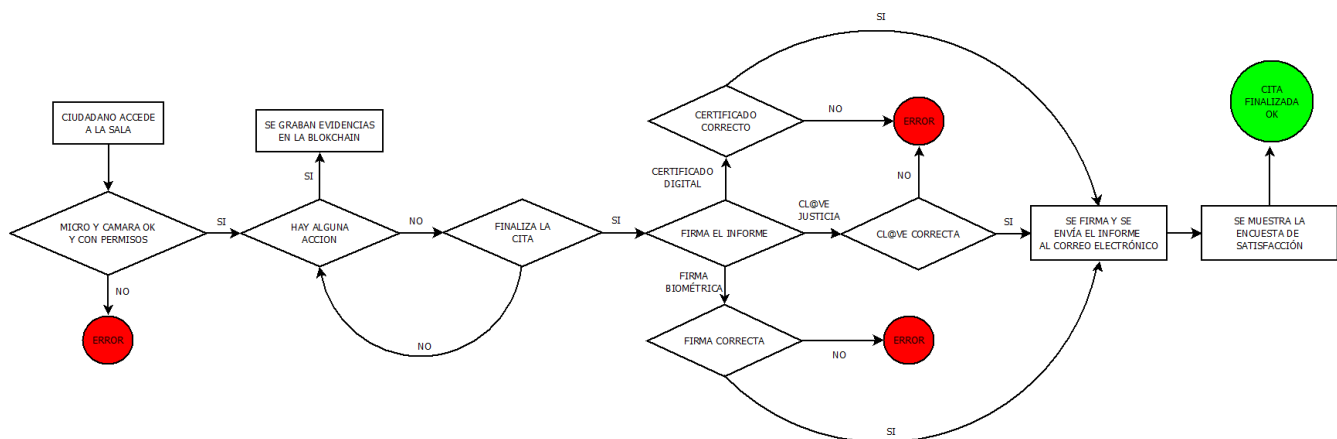 CIUDADANO ACCEDE
A LA SALA
MICRO Y CAMARA OK
Y CON PERMISOS
NO
ERROR
SI
SE GRABAN EVIDENCIAS
EN LA BLOKCHAIN
SI
HAY ALGUNA
ACCION
NO
FINALIZA LA
CITA
NO
SI
FIRMA EL INFORME
CERTIFICADO
DIGITAL
CERTIFICADO
CORRECTO
SI
NO
ERROR
CL@VE
JUSTICIA
CL@VE CORRECTA
NO
SI
FIRMA
BIOMÉTRICA
FIRMA CORRECTA
NO
ERROR
SI
SE FIRMA Y SE
ENVÍA EL INFORME
AL CORREO ELECTRÓNICO
SE MUESTRA LA
ENCUESTA DE
SATISFACCIÓN
CITA
FINALIZADA
OK